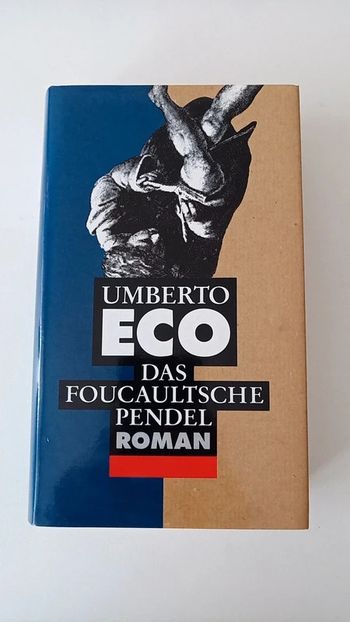 UMBERTO
ECO
DAS
FOUCAULTSCHE
PENDEL
ROMAN